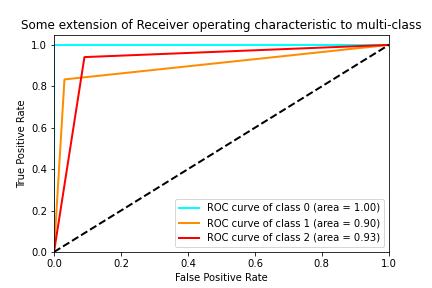 Some extension of Receiver operating characteristic to multi-class
1.0
0.8
0.6
0.4
0.2
0.0
True Positive Rate
ROC curve of class 0 (area = 1.00)
ROC curve of class 1 (area = 0.90)
ROC curve of class 2 (area = 0.93)
0.0 0.2 0.4 0.6 0.8 1.0
False Positive Rate